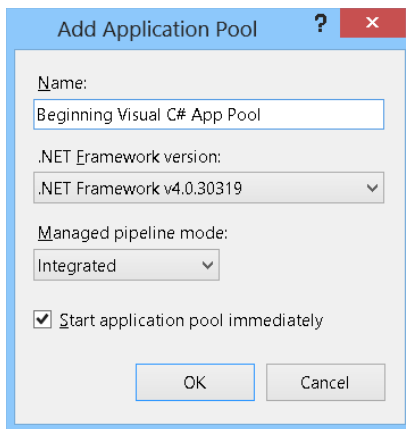 Add Application Pool
?
x
Name:
Beginning Visual C# App Pool
.NET Framework version:
.NET Framework v4.0.30319
Managed pipeline mode:
Integrated
Start application pool immediately
OK
Cancel